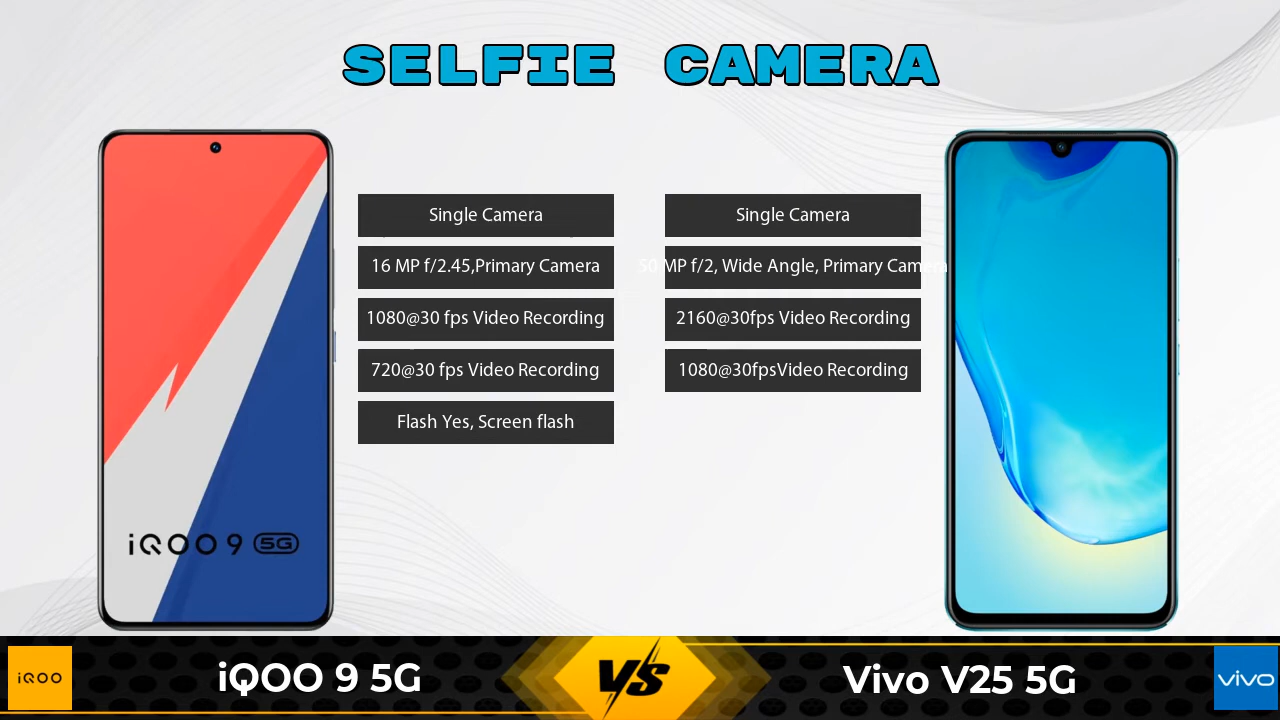 SELFIE CAMERA
Single Camera
16 MP f/2.45,Primary Camera
1080@30 fps Video Recording
720@30 fps Video Recording
Flash Yes, Screen flash
Single Camera
50 MP f/2, Wide Angle, Primary Camera
2160@30fps Video Recording
1080@30fpsVideo Recording
iQOO 9 5G
iQOO
iQOO 9 5G
VS
Vivo V25 5G
vivo